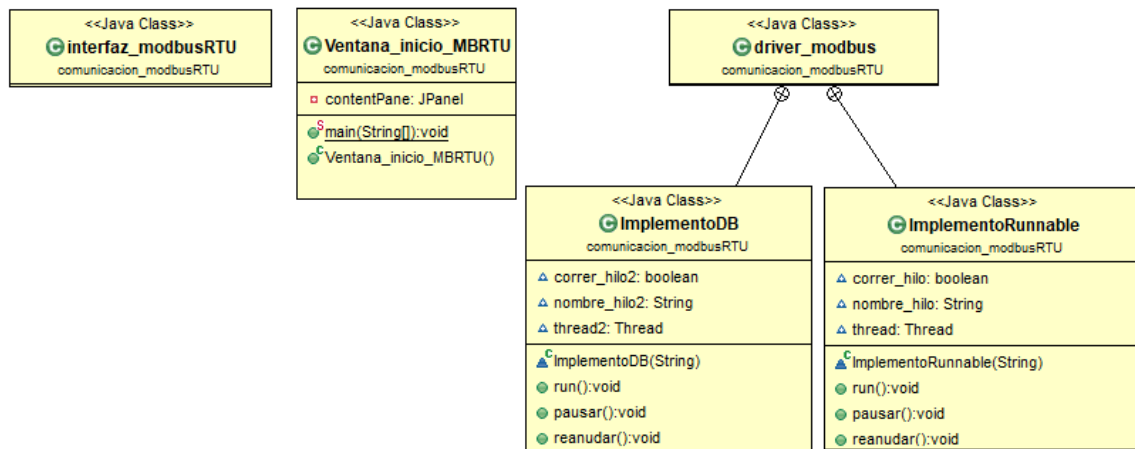 <<Java Class>>
interfaz_modbusRTU
comunicacion_modbusRTU
<<Java Class>>
Ventana_inicio_MBRTU
comunicacion_modbusRTU
contentPane: JPanel
main(String[]):void
Ventana_inicio_MBRTU()
<<Java Class>>
driver_modbus
comunicacion_modbusRTU
<<Java Class>>
ImplementoDB
comunicacion_modbusRTU
correr_hilo2: boolean
nombre_hilo2: String
thread2: Thread
ImplementoDB(String)
run():void
pausar():void
reanudar():void
<<Java Class>>
ImplementoRunnable
comunicacion_modbusRTU
correr_hilo: boolean
nombre_hilo: String
thread: Thread
ImplementoRunnable(String)
run():void
pausar():void
reanudar():void